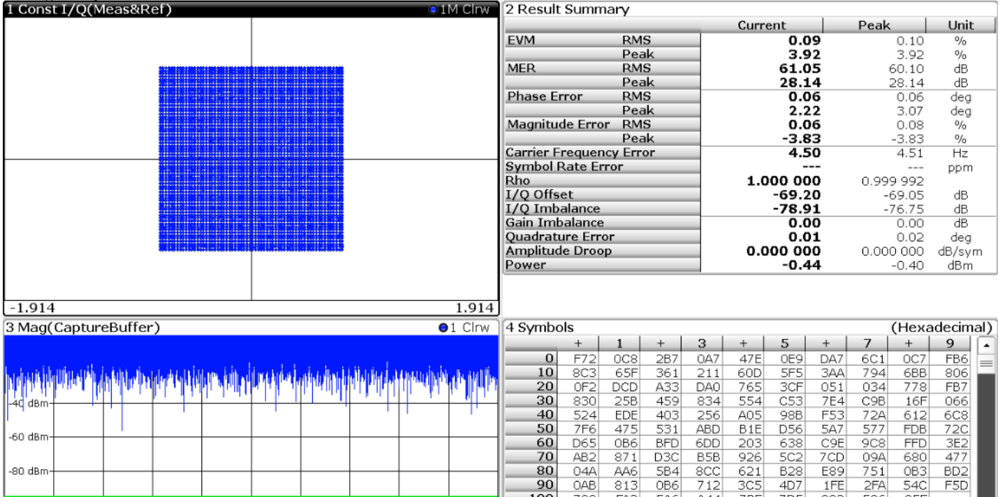 1 Const I/Q(Meas&Ref) 1M Clrw
-1.914 1.914
2 Result Summary
Current Peak Unit
EVM RMS 0.09 0.10 %
Peak 3.92 3.92 %
MER RMS 61.05 60.10 dB
Peak 28.14 28.14 dB
Phase Error RMS 0.06 0.06 deg
Peak 2.22 3.07 deg
Magnitude Error RMS 0.06 0.08 %
Peak -3.83 -3.83 %
Carrier Frequency Error 4.50 4.51 Hz
Symbol Rate Error --- --- ppm
Rho 1.000 000 0.999 992
I/Q Offset -69.20 -69.05 dB
I/Q Imbalance -78.91 -76.75 dB
Gain Imbalance 0.00 0.00 dB
Quadrature Error 0.01 0.02 deg
Amplitude Droop 0.000 000 0.000 000 dB/sym
Power -0.44 -0.40 dBm
3 Mag(CaptureBuffer) 1 Clrw
-40 dBm
-60 dBm
-80 dBm
4 Symbols (Hexadecimal)
+ 1 + 3 + 5 + 7 + 9
0 F72 0C8 2B7 0A7 47E 0E9 DA7 6C1 0C7 FB6
10 8C3 65F 361 211 60D 5F5 3AA 794 6BB 806
20 0F2 DCD A33 DA0 765 3CF 051 034 778 FB7
30 830 25B 459 834 554 C53 7E4 C9B 16F 066
40 524 EDE 403 256 A05 98B F53 72A 612 6C8
50 7F6 475 531 ABD B1E D56 5A7 577 FDB 72C
60 D65 0B6 BFD 6DD 203 638 C9E 9C8 FFD 3E2
70 AB2 871 D3C B5B 926 5C2 7CD 09A 680 477
80 04A AA6 5B4 8CC 621 B28 E89 751 0B3 BD2
90 0AB 813 0B6 712 3C5 4D7 1FE 2FA 54C F5D